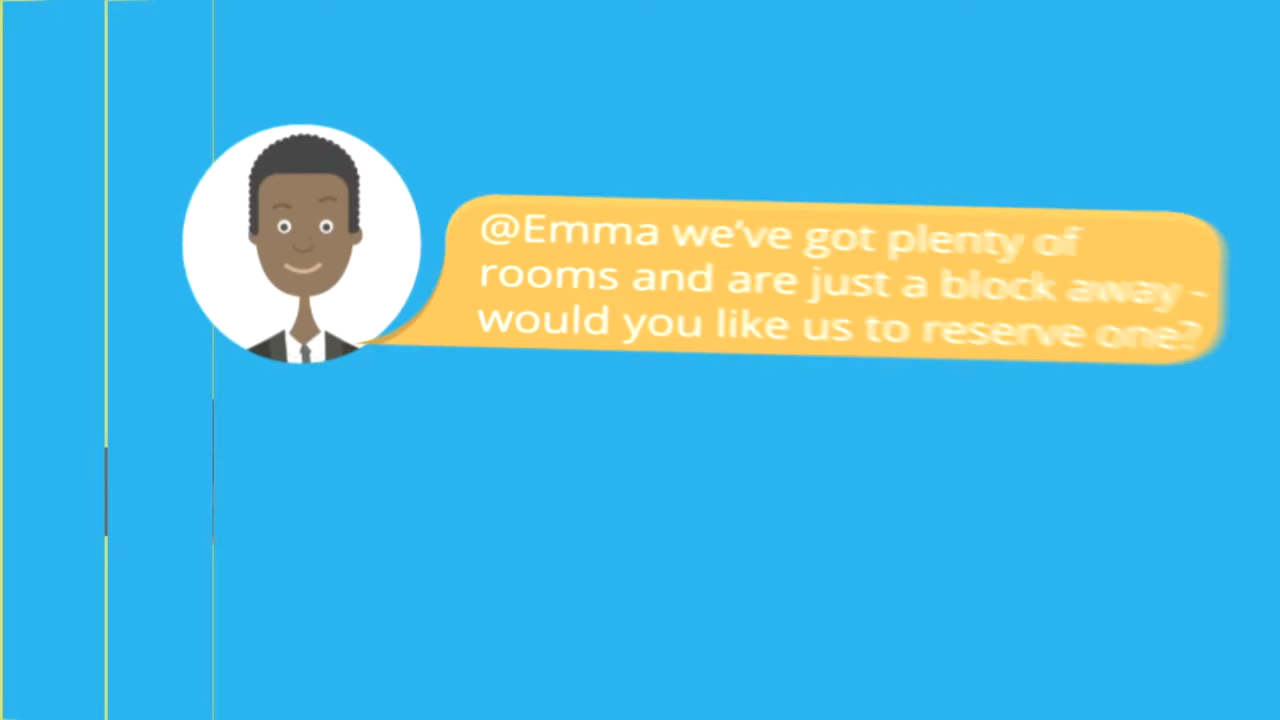 @Emma we've got plenty of
rooms and are just a block away -
would you like us to reserve one?